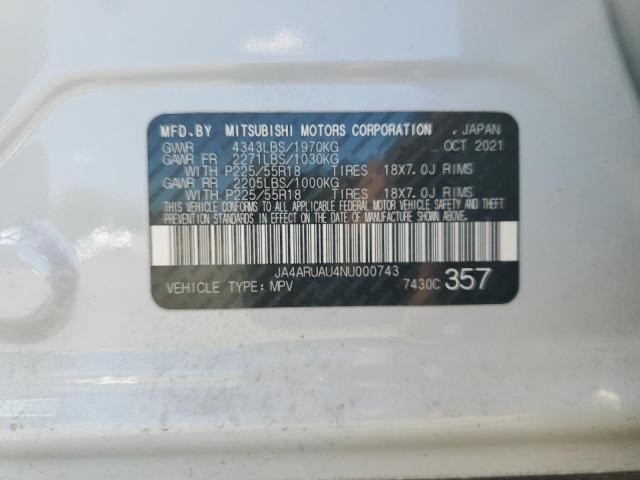 MFD.BY MITSUBISHI MOTORS CORPORATION , JAPAN
GVWR 4343LBS/1970KG OCT 2021
GAWR FR 2271LBS/1030KG
WITH P225/55R18 TIRES 18X7.0J RIMS
GAWR RR 2205LBS/1000KG
WITH P225/55R18 TIRES 18X7.0J RIMS
THIS VEHICLE CONFORMS TO ALL APPLICABLE FEDERAL MOTOR VEHICLE SAFETY AND THEFT
PREVENTION STANDARDS IN EFFECT ON THE DATE OF MANUFACTURE SHOWN ABOVE.
JA4ARUAU4NU000743
VEHICLE TYPE: MPV 7430C 357